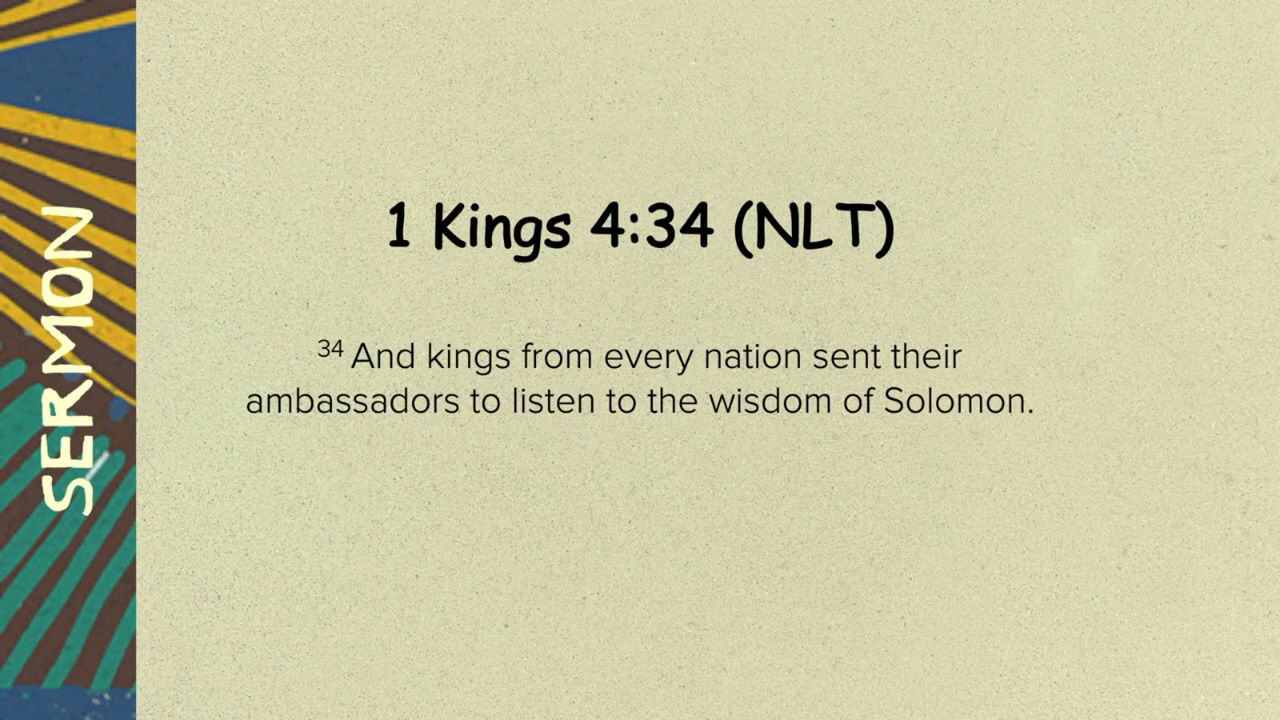 SERMON
1 Kings 4:34 (NLT)
34 And kings from every nation sent their
ambassadors to listen to the wisdom of Solomon.